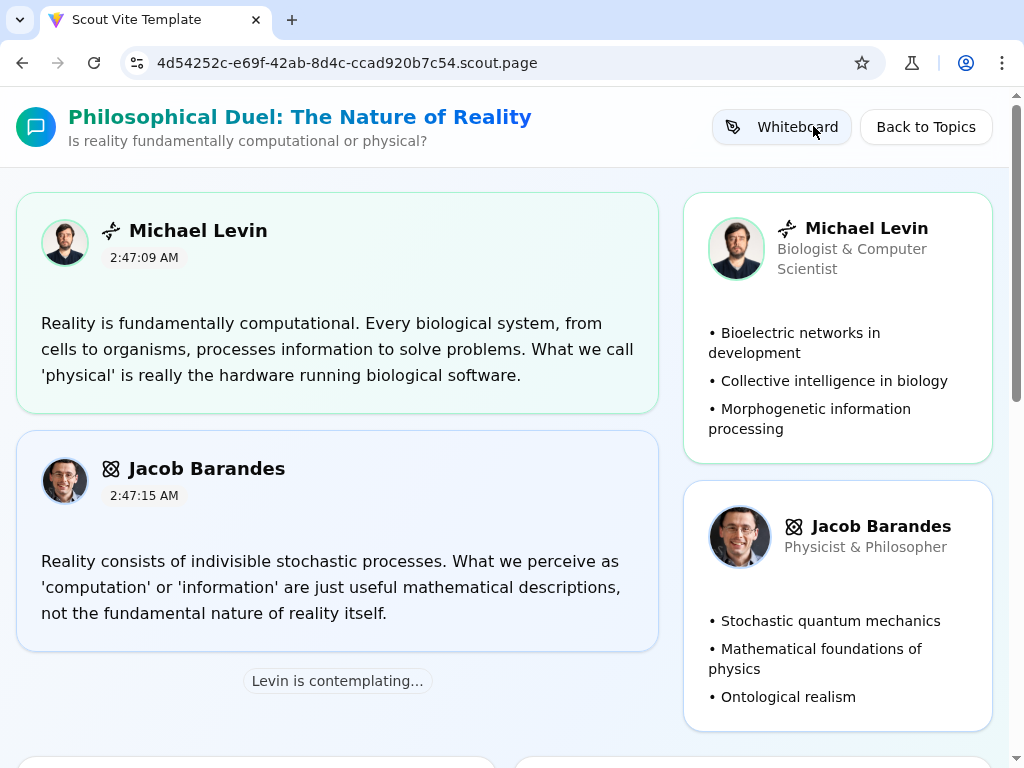 Scout Vite Template
4d54252c-e69f-42ab-8d4c-ccad920b7c54.scout.page
Philosophical Duel: The Nature of Reality
Is reality fundamentally computational or physical?
Whiteboard
Back to Topics
Michael Levin
2:47:09 AM
Reality is fundamentally computational. Every biological system, from
cells to organisms, processes information to solve problems. What we call
'physical' is really the hardware running biological software.
Jacob Barandes
2:47:15 AM
Reality consists of indivisible stochastic processes. What we perceive as
'computation' or 'information' are just useful mathematical descriptions,
not the fundamental nature of reality itself.
Levin is contemplating...
Michael Levin
Biologist & Computer
Scientist
• Bioelectric networks in
development
• Collective intelligence in biology
• Morphogenetic information
processing
Jacob Barandes
Physicist & Philosopher
• Stochastic quantum mechanics
• Mathematical foundations of
physics
• Ontological realism